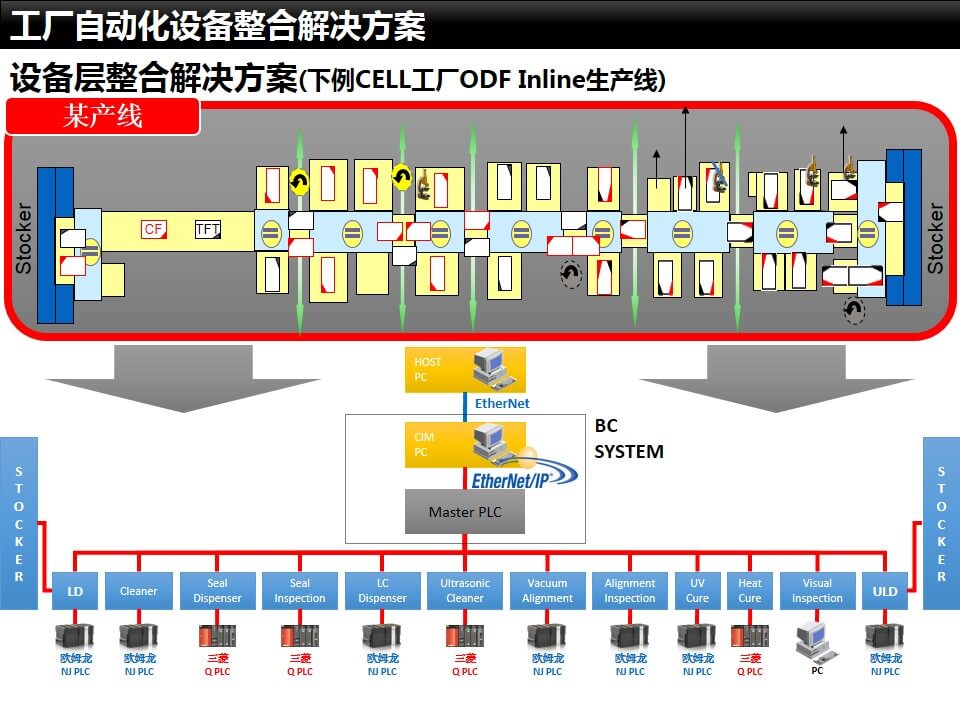 工厂自动化设备整合解决方案
设备层整合解决方案(下例CELL工厂ODF Inline生产线)
某产线
Stocker
CF
TFT
Stocker
HOST
PC
EtherNet
BC
SYSTEM
CIM
PC
EtherNet/IP
Master PLC
STOCKER
STOCKER
LD
Cleaner
Seal
Dispenser
Seal
Inspection
LC
Dispenser
Ultrasonic
Cleaner
Vacuum
Alignment
Alignment
Inspection
UV
Cure
Heat
Cure
Visual
Inspection
ULD
欧姆龙
NJ PLC
欧姆龙
NJ PLC
三菱
Q PLC
三菱
Q PLC
欧姆龙
NJ PLC
三菱
Q PLC
欧姆龙
NJ PLC
欧姆龙
NJ PLC
欧姆龙
NJ PLC
三菱
Q PLC
PC
欧姆龙
NJ PLC